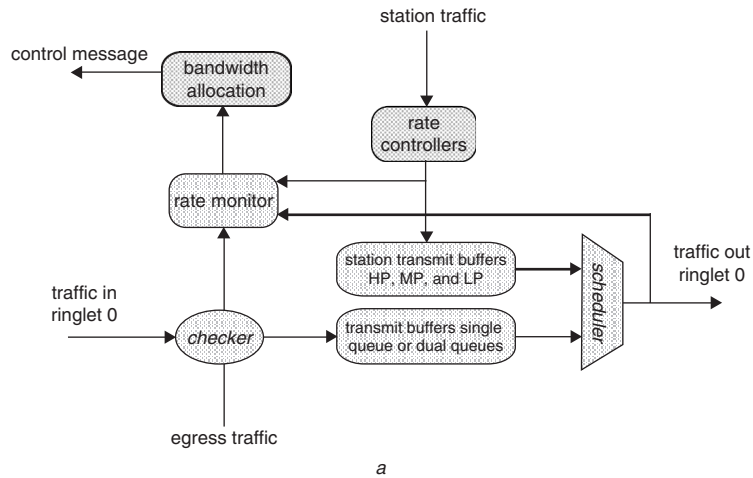 station traffic
control message
bandwidth
allocation
rate
controllers
rate monitor
station transmit buffers
HP, MP, and LP
scheduler
traffic out
ringlet 0
traffic in
ringlet 0
checker
transmit buffers single
queue or dual queues
egress traffic
a